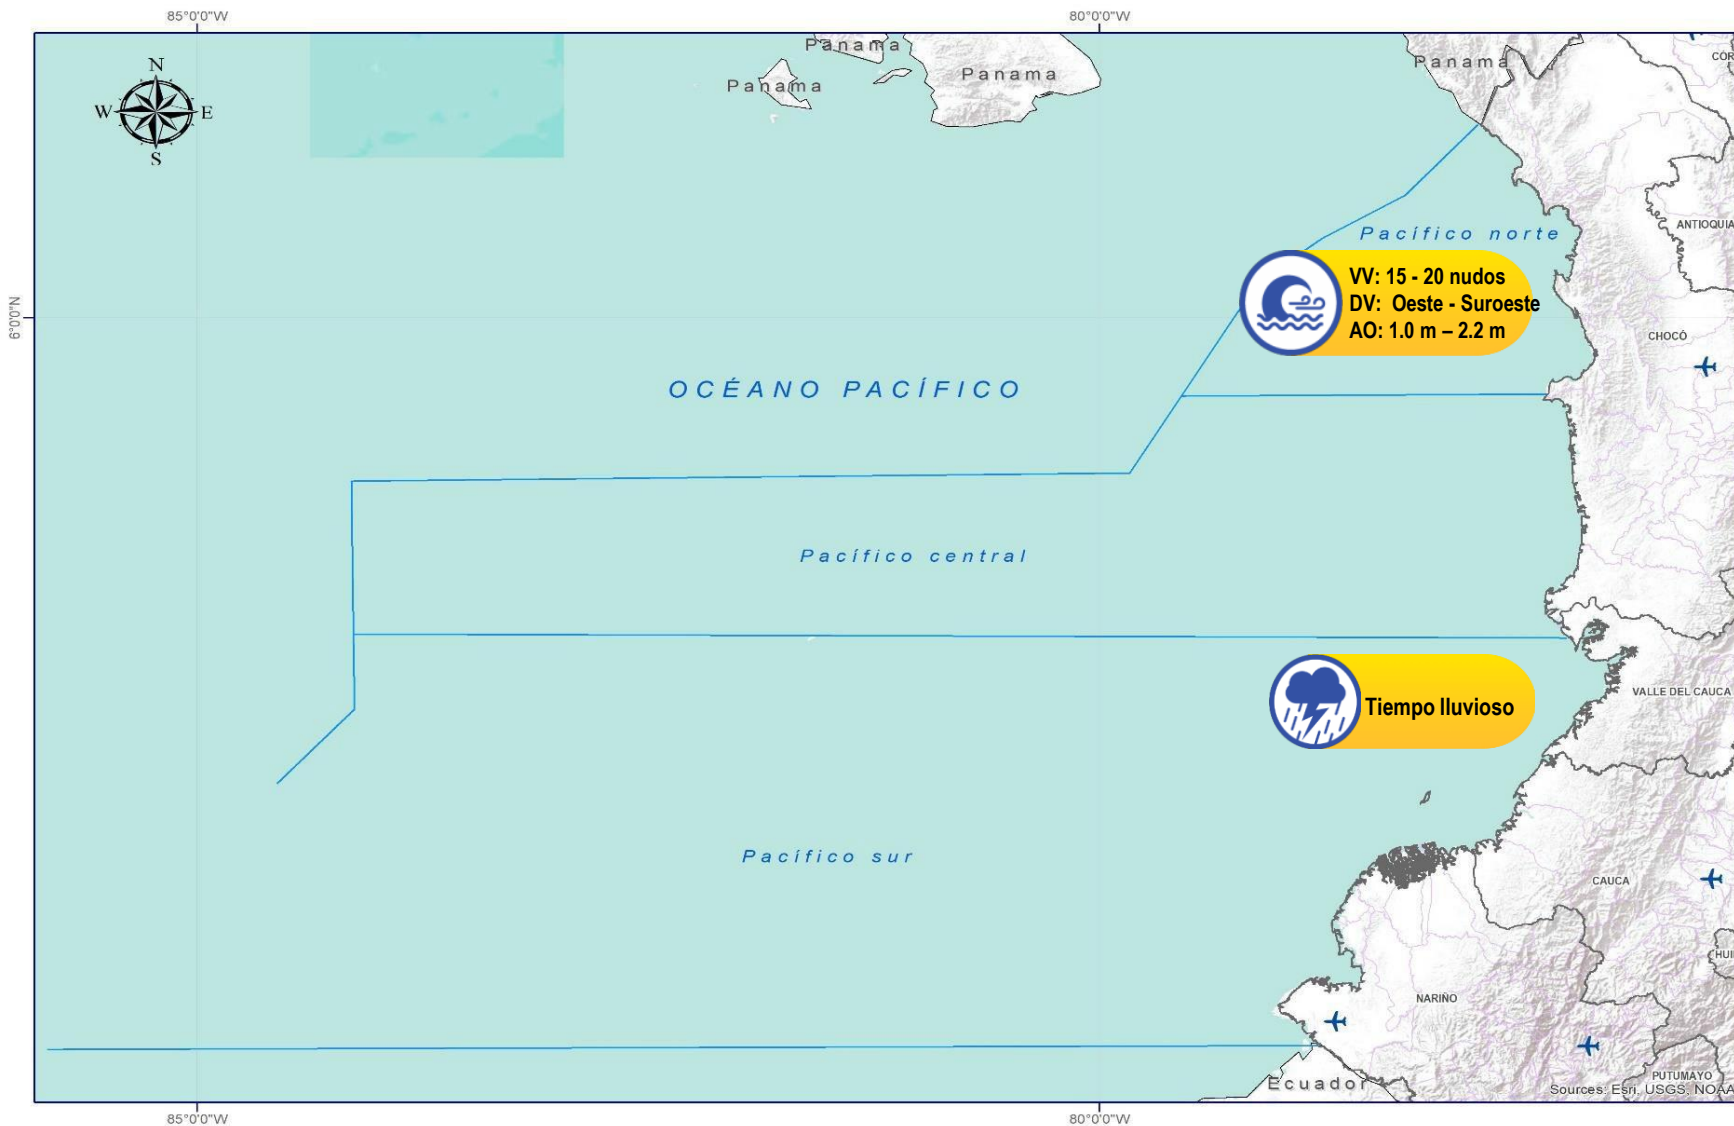 85°0'0"W
80°0'0"W
Panama
Panama
Panama
Panama
CÓR
N
W
E
S
ANTIOQUIA
Pacífico norte
VV: 15 - 20 nudos
DV: Oeste - Suroeste
AO: 1.0 m – 2.2 m
6°0'0"N
CHOCÓ
OCÉANO PACÍFICO
Pacífico central
VALLE DEL CAUCA
Tiempo lluvioso
Pacífico sur
CAUCA
HUI
NARIÑO
Ecuador
PUTUMAYO
Sources: Esri, USGS, NOAA
85°0'0"W
80°0'0"W